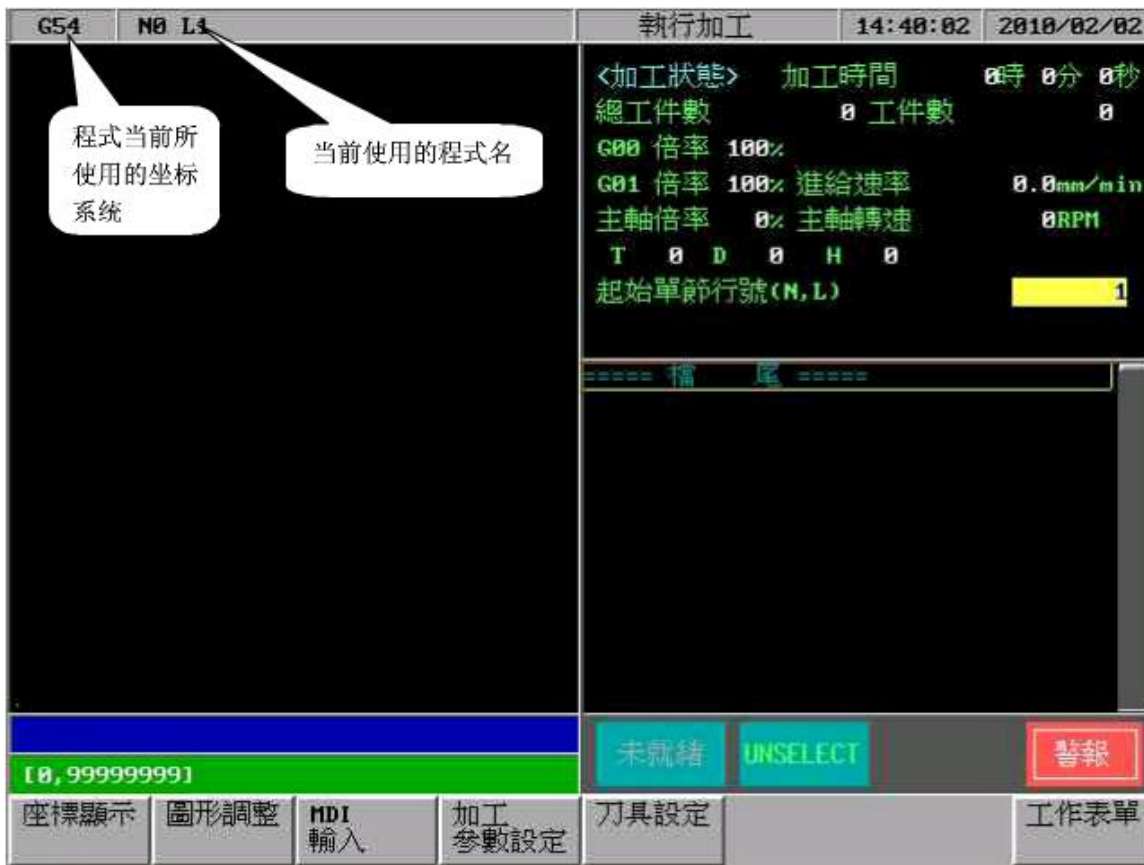 G54 N0 L1 執行加工 14:40:02 2010/02/02
程式当前所
使用的坐标
系统
当前使用的程式名
<加工狀態> 加工時間 0時 0分 0秒
總工件數 0 工件數 0
G00 倍率 100%
G01 倍率 100% 進給速率 0.0mm/min
主軸倍率 0% 主軸轉速 0RPM
T 0 D 0 H 0
起始單節行號(N,L) 1
===== 檔 尾 =====
未就緒 UNSELECT 警報
[0,99999999]
座標顯示 圖形調整 MDI 輸入 加工 參數設定 刀具設定 工作表單